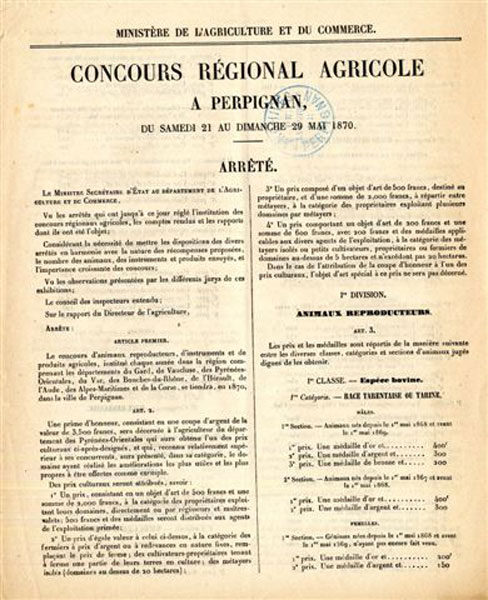 MINISTÈRE DE L'AGRICULTURE ET DU COMMERCE.
CONCOURS RÉGIONAL AGRICOLE
A PERPIGNAN,
DU SAMEDI 21 AU DIMANCHE 29 MAI 1870.
ARRÊTÉ.
LE MINISTRE SECRÉTAIRE D'ÉTAT AU DÉPARTEMENT DE L'AGRI-
CULTURE ET DU COMMERCE,
Vu les arrêtés qui ont jusqu'à ce jour réglé l'institution des
concours régionaux agricoles, les comptes rendus et les rapports
dont ils ont été l'objet;
Considérant la nécessité de mettre les dispositions des divers
arrêtés en harmonie avec la nature des récompenses proposées,
le nombre des animaux, des instruments et produits envoyés, et
l'importance croissante des concours;
Vu les observations présentées par les différents jurys de ces
exhibitions;
Le conseil des inspecteurs entendu;
Sur le rapport du Directeur de l'agriculture,
ARRÊTE :
ARTICLE PREMIER.
Le concours d'animaux reproducteurs, d'instruments et de
produits agricoles, institué chaque année dans la région com-
prenant les départements du Gard, de Vaucluse, des Pyrénées-
Orientales, du Var, des Bouches-du-Rhône, de l'Hérault, de
l'Aude, des Alpes-Maritimes et de la Corse, se tiendra, en 1870,
dans la ville de Perpignan.
ART. 2.
Une prime d'honneur, consistant en une coupe d'argent de la
valeur de 3,500 francs, sera décernée à l'agriculteur du dépar-
tement des Pyrénées-Orientales qui aura obtenu l'un des prix
culturaux ci-après désignés, et qui, reconnu relativement supé-
rieur à ses concurrents, aura présenté, dans sa catégorie, le do-
maine ayant réalisé les améliorations les plus utiles et les plus
propres à être offertes comme exemple.
Des prix culturaux seront attribués, savoir :
1° Un prix, consistant en un objet d'art de 500 francs et une
somme de 2,000 francs, à la catégorie des propriétaires exploi-
tant leurs domaines, directement ou par régisseurs et maîtres-
valets; 500 francs et des médailles seront distribués aux agents
de l'exploitation primée;
2° Un prix d'égale valeur à celui ci-dessus, à la catégorie des
fermiers à prix d'argent ou à redevances en nature fixes, rem-
plaçant le prix de ferme; des cultivateurs-propriétaires tenant
à ferme une partie de leurs terres en culture; des métayers
isolés (domaines au-dessus de 20 hectares);
3° Un prix composé d'un objet d'art de 500 francs, destiné au
propriétaire, et d'une somme de 2,000 francs, à répartir entre
métayers, à la catégorie des propriétaires exploitant plusieurs
domaines par métayers;
4° Un prix comportant un objet d'art de 200 francs et une
somme de 600 francs, avec 200 francs et des médailles applica-
bles aux divers agents de l'exploitation, à la catégorie des mé-
tayers isolés ou petits cultivateurs, propriétaires ou fermiers de
domaines au-dessus de 5 hectares et n'excédant pas 20 hectares.
Dans le cas de l'attribution de la coupe d'honneur à l'un des
prix culturaux, l'objet d'art spécial à ce prix ne sera pas décerné.
1re DIVISION.
ANIMAUX REPRODUCTEURS.
ART. 3.
Les prix et les médailles sont répartis de la manière suivante
entre les diverses classes, catégories et sections d'animaux jugés
dignes de les obtenir.
1re CLASSE. — Espèce bovine.
1re Catégorie. — RACE TARENTAISE OU TARINE.
MÂLES.
1re Section. — Animaux nés depuis le 1er mai 1868 et avant
le 1er mai 1869.
1er prix. Une médaille d'or et........ 400f
2e prix. Une médaille d'argent et...... 300
3e prix. Une médaille de bronze et..... 200
2e Section. — Animaux nés depuis le 1er mai 1867 et avant
le 1er mai 1868.
1er prix. Une médaille d'or et........ 400f
2e prix. Une médaille d'argent et...... 300
FEMELLES.
1re Section. — Génisses nées depuis le 1er mai 1868 et avant
le 1er mai 1869, n'ayant pas encore fait veau.
1er prix. Une médaille d'or et........ 200f
2e prix. Une médaille d'argent et...... 150